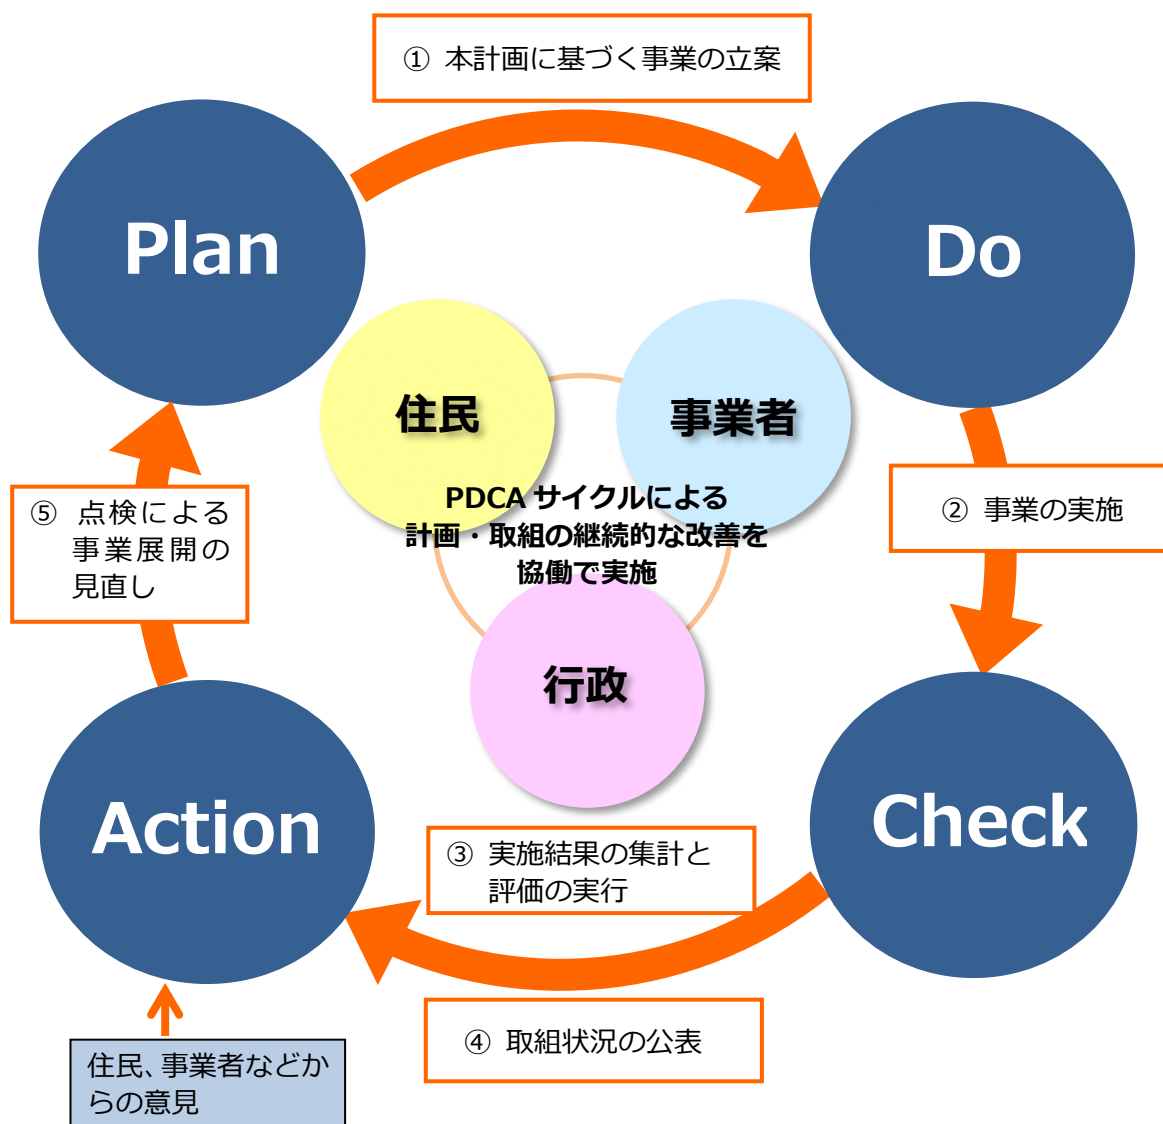 ① 本計画に基づく事業の立案
Plan
Do
住民
事業者
PDCA サイクルによる
計画・取組の継続的な改善を
協働で実施
⑤ 点検による
事業展開の
見直し
② 事業の実施
行政
Action
Check
③ 実施結果の集計と
評価の実行
④ 取組状況の公表
住民、事業者などか
らの意見